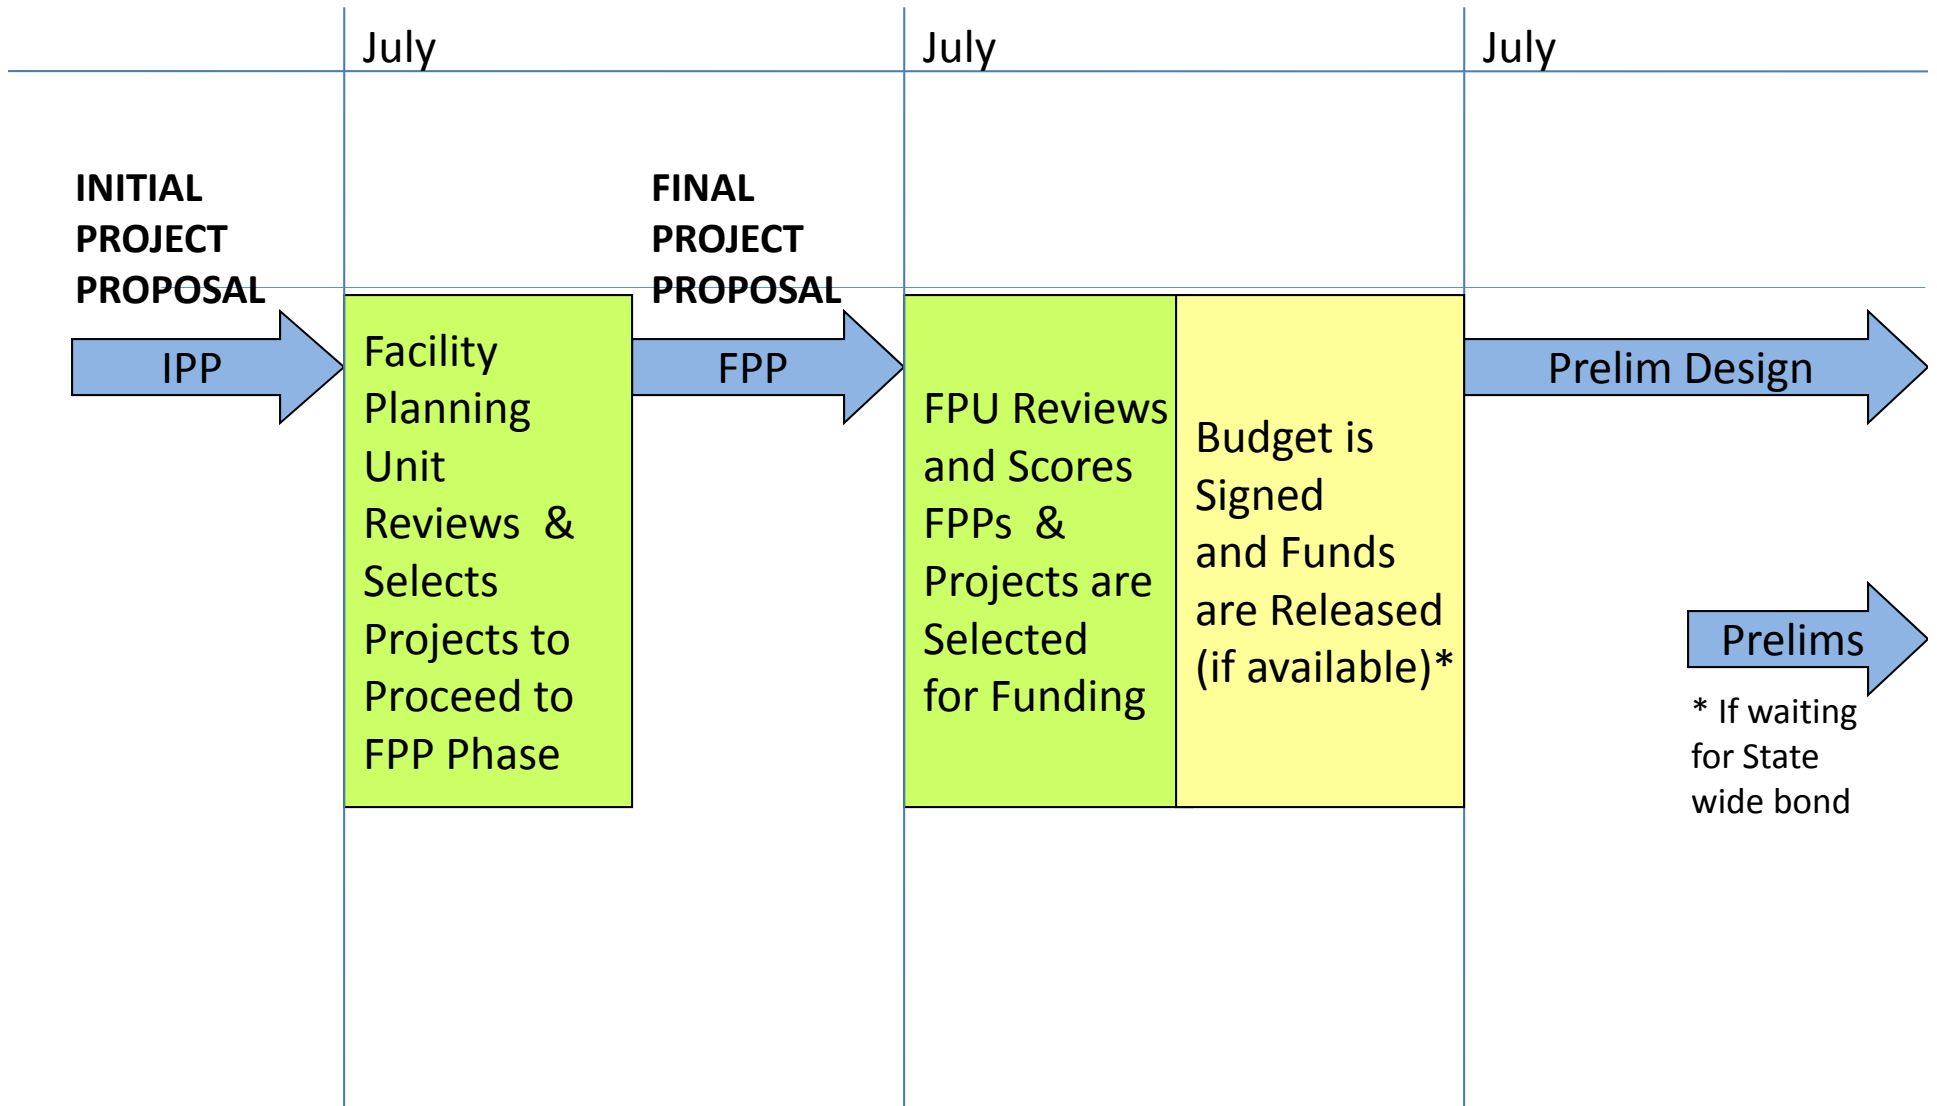 July
July
July
INITIAL
PROJECT
PROPOSAL
IPP
Facility
Planning
Unit
Reviews & 
Selects
Projects to
Proceed to
FPP Phase
FINAL
PROJECT
PROPOSAL
FPP
FPU Reviews
and Scores
FPPs &
Projects are
Selected
for Funding
Budget is
Signed
and Funds
are Released
(if available)*
Prelim Design
Prelims
* If waiting
for State
wide bond